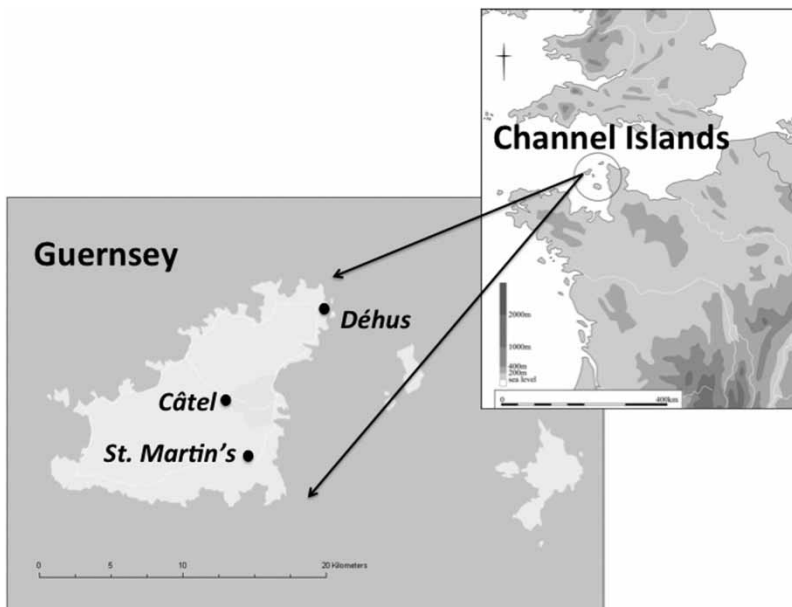 Channel Islands
2000m
1000m
400m
200m
sea level
0 400km
Guernsey
Déhus
Câtel
St. Martin's
0 5 10 20 Kilometers